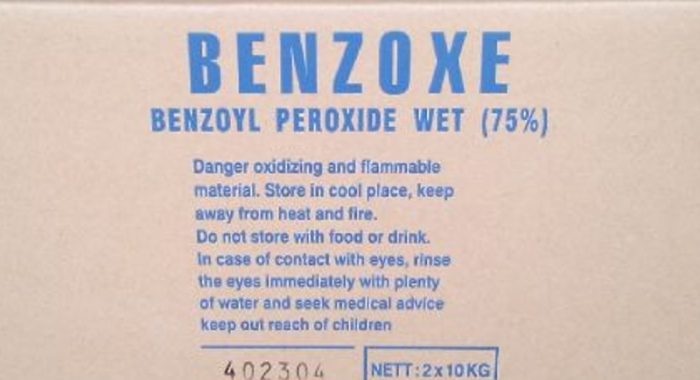 BENZOXE
BENZOYL PEROXIDE WET (75%)
Danger oxidizing and flammable
material. Store in cool place, keep
away from heat and fire.
Do not store with food or drink.
In case of contact with eyes, rinse
the eyes immediately with plenty
of water and seek medical advice
keep out reach of children
402304
NETT:2x10KG